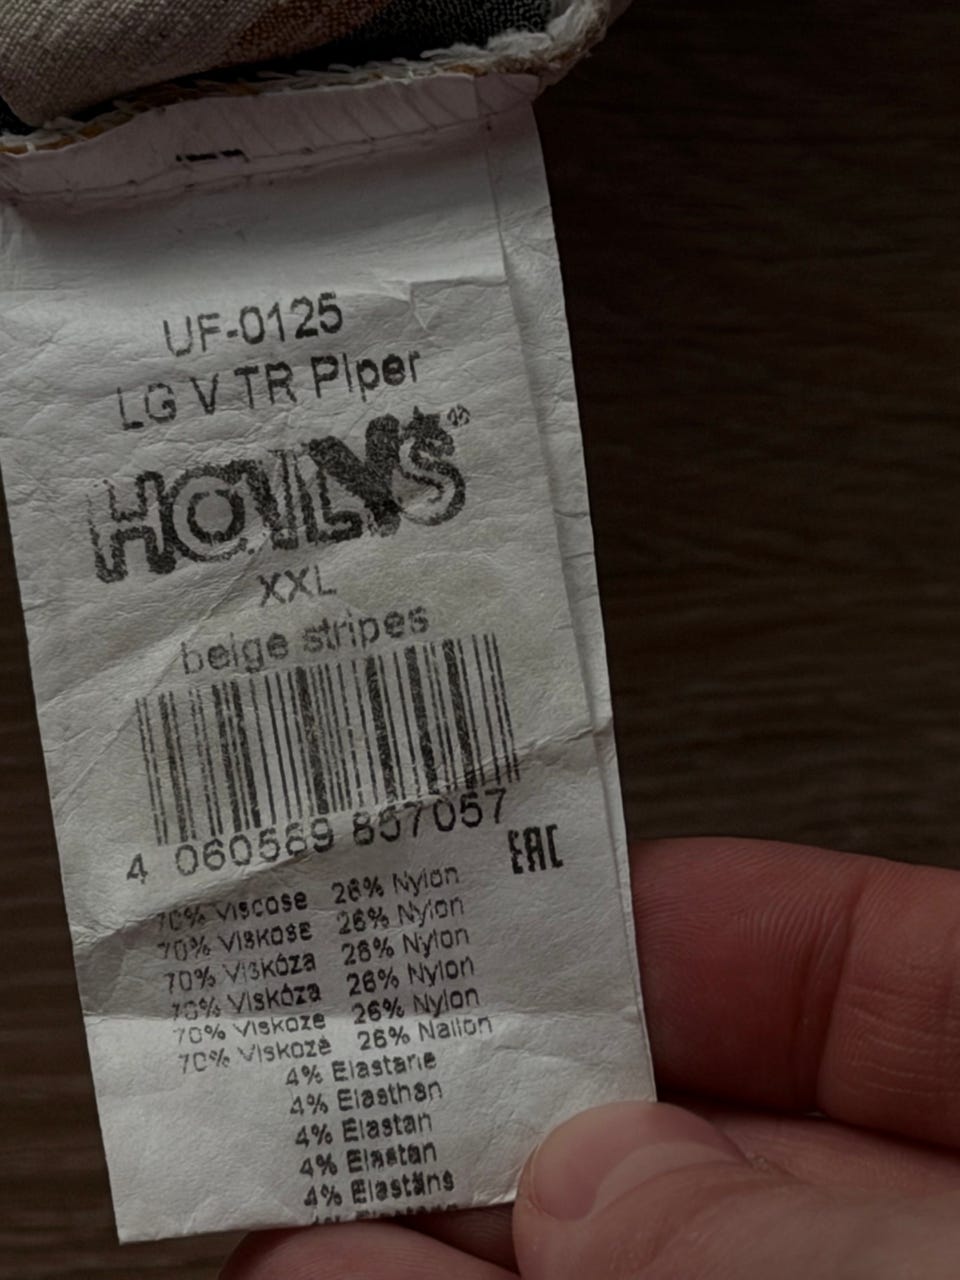 UF-0125
LG V TR Piper
HOLLYS
XXL
beige stripes
4 060589 857057
EAC
70% Viscose 26% Nylon
70% Viskose 26% Nylon
70% Viskóza 26% Nylon
70% Viskóza 26% Nylon
70% Viskoze 26% Nylon
70% Viskozė 26% Nailon
4% Elastane
4% Elasthan
4% Elastan
4% Elastan
4% Elastāns